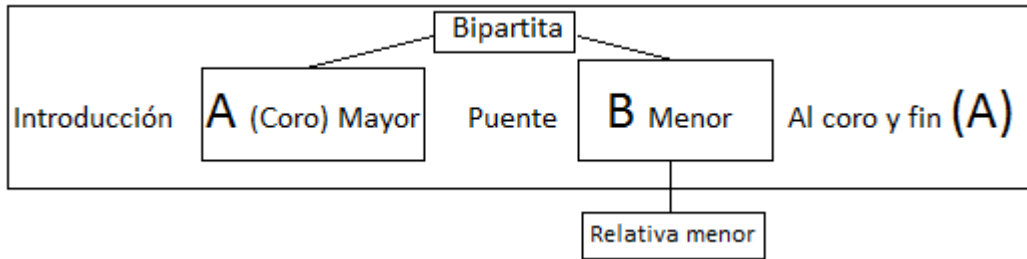 Bipartita
Introducción A (Coro) Mayor Puente B Menor Al coro y fin (A)
Relativa menor